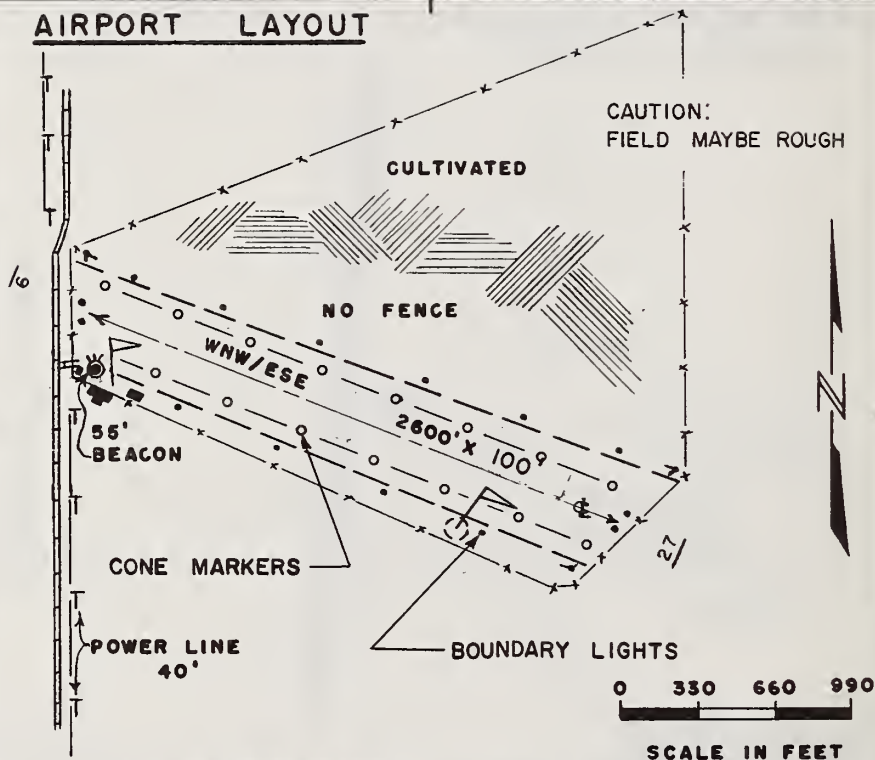 AIRPORT LAYOUT
CAUTION:
FIELD MAYBE ROUGH
CULTIVATED
16
NO FENCE
WNW/ESE
2600' X 100'
N
55'
BEACON
27
CONE MARKERS
POWER LINE
40'
BOUNDARY LIGHTS
0 330 660 990
SCALE IN FEET